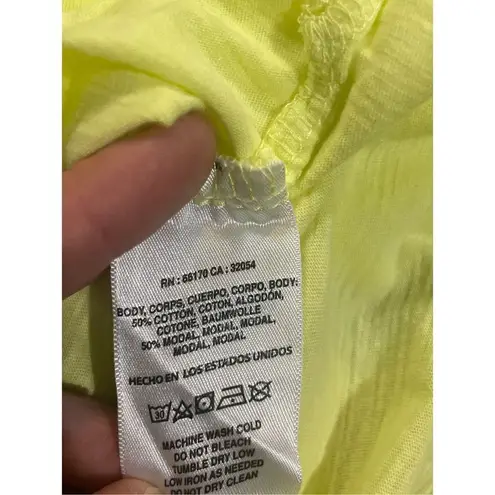 RN : 66170 CA : 32054
BODY, CORPS, CUERPO, CORPO, BODY:
50% COTTON, COTON, ALGODÓN,
COTONE, BAUMWOLLE
50% MODAL, MODAL, MODAL,
MODAL, MODAL
HECHO EN LOS ESTADOS UNIDOS
30
MACHINE WASH COLD
DO NOT BLEACH
TUMBLE DRY LOW
LOW IRON AS NEEDED
DO NOT DRY CLEAN